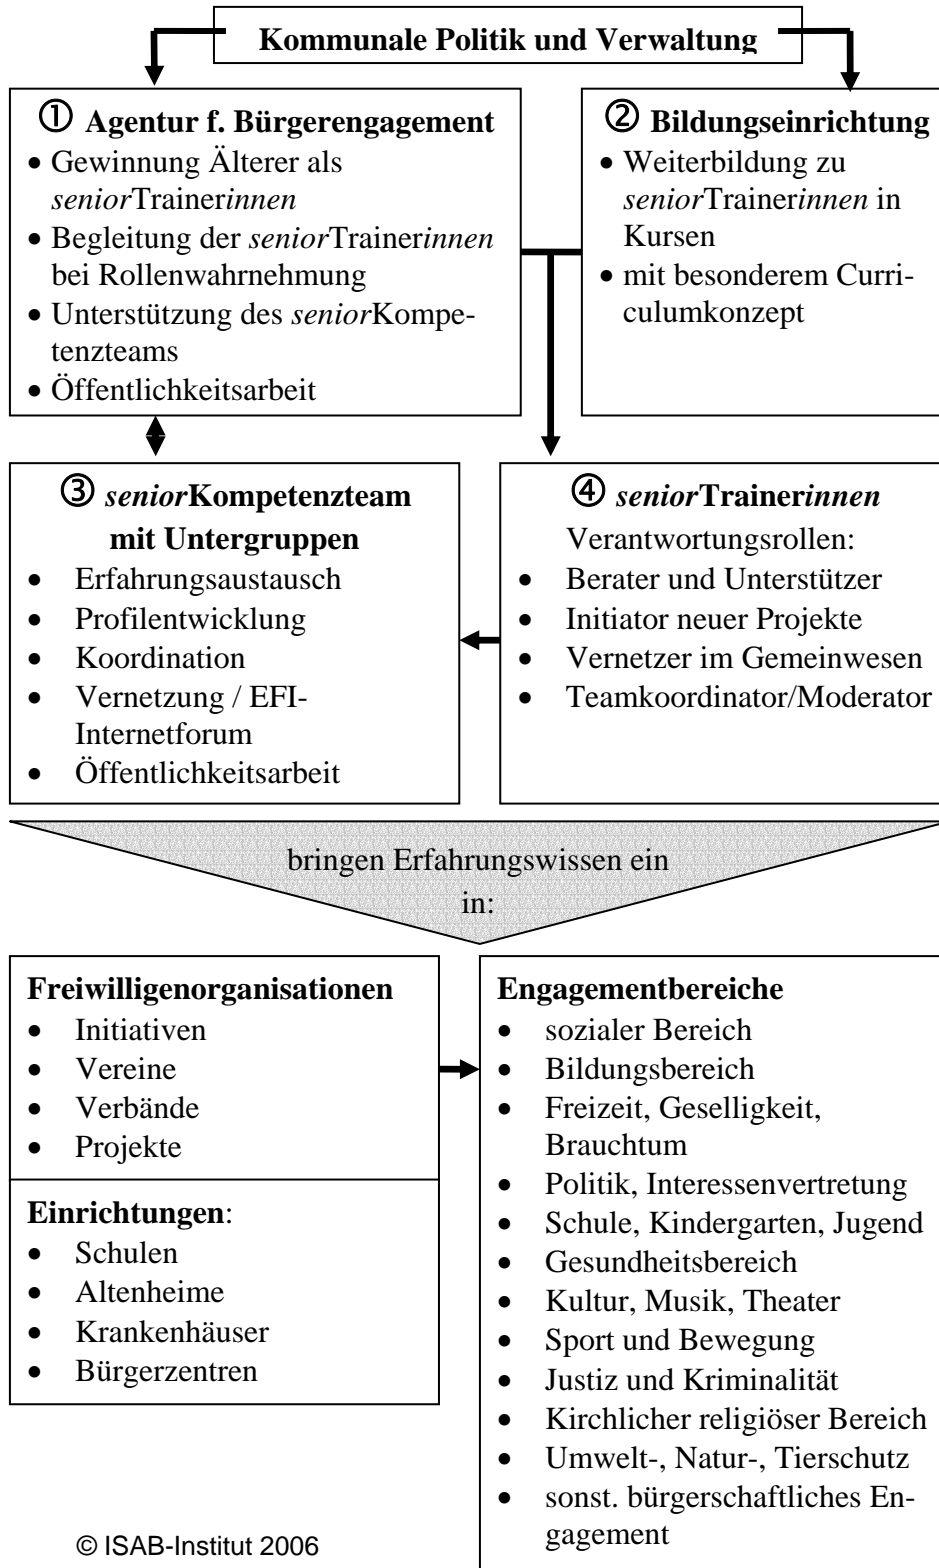 Kommunale Politik und Verwaltung
① Agentur f. Bürgerengagement
• Gewinnung Älterer als
seniorTrainerinnen
• Begleitung der seniorTrainerinnen
bei Rollenwahrnehmung
• Unterstützung des seniorKompe-
tenzteams
• Öffentlichkeitsarbeit
② Bildungseinrichtung
• Weiterbildung zu
seniorTrainerinnen in
Kursen
• mit besonderem Curri-
culumkonzept
③ seniorKompetenzteam
mit Untergruppen
• Erfahrungsaustausch
• Profilentwicklung
• Koordination
• Vernetzung / EFI-
Internetforum
• Öffentlichkeitsarbeit
④ seniorTrainerinnen
Verantwortungsrollen:
• Berater und Unterstützer
• Initiator neuer Projekte
• Vernetzer im Gemeinwesen
• Teamkoordinator/Moderator
bringen Erfahrungswissen ein
in:
Freiwilligenorganisationen
• Initiativen
• Vereine
• Verbände
• Projekte
Einrichtungen:
• Schulen
• Altenheime
• Krankenhäuser
• Bürgerzentren
Engagementbereiche
• sozialer Bereich
• Bildungsbereich
• Freizeit, Geselligkeit,
Brauchtum
• Politik, Interessenvertretung
• Schule, Kindergarten, Jugend
• Gesundheitsbereich
• Kultur, Musik, Theater
• Sport und Bewegung
• Justiz und Kriminalität
• Kirchlicher religiöser Bereich
• Umwelt-, Natur-, Tierschutz
• sonst. bürgerschaftliches En-
gagement
© ISAB-Institut 2006